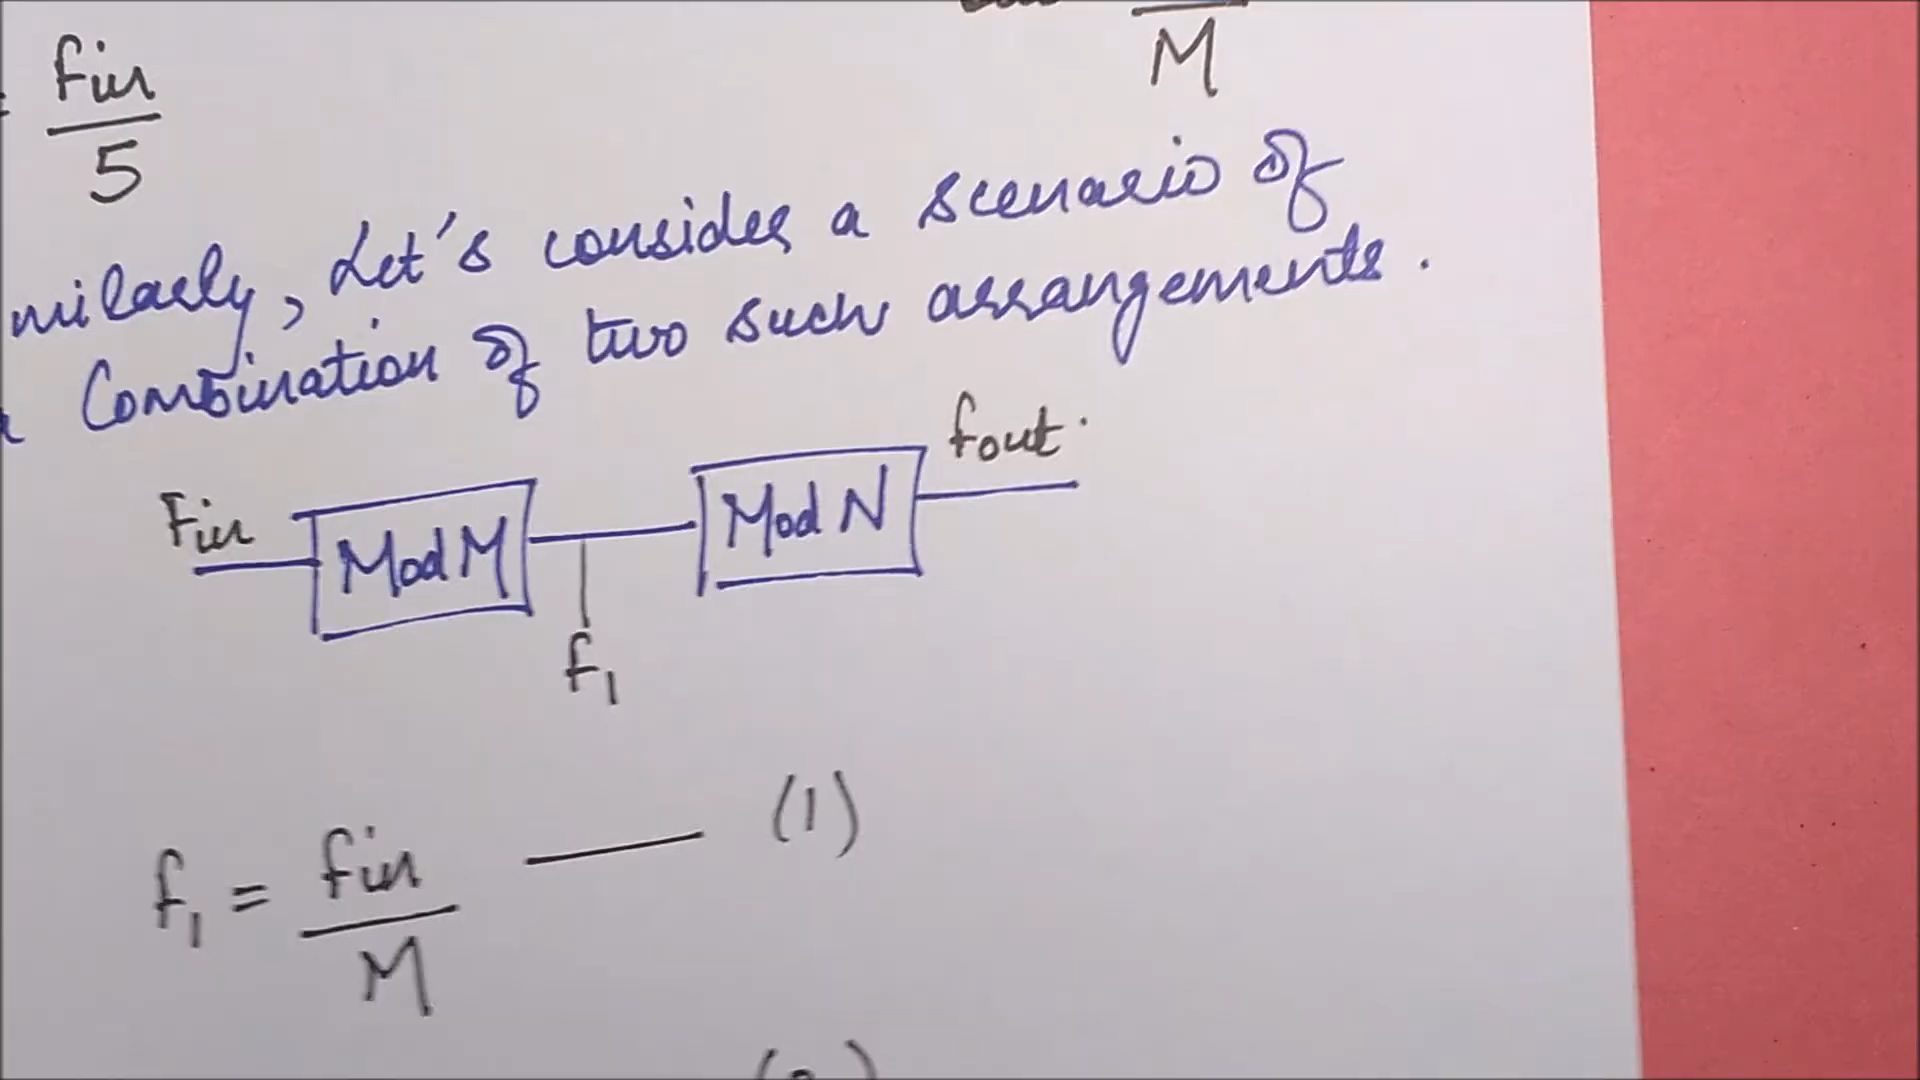 fin
5
M
milarly, Let's consider a scenario of
Combination of two such arrangements.
fout.
Fin
Mod M
Mod N
f1
(1)
f1 = fin
M